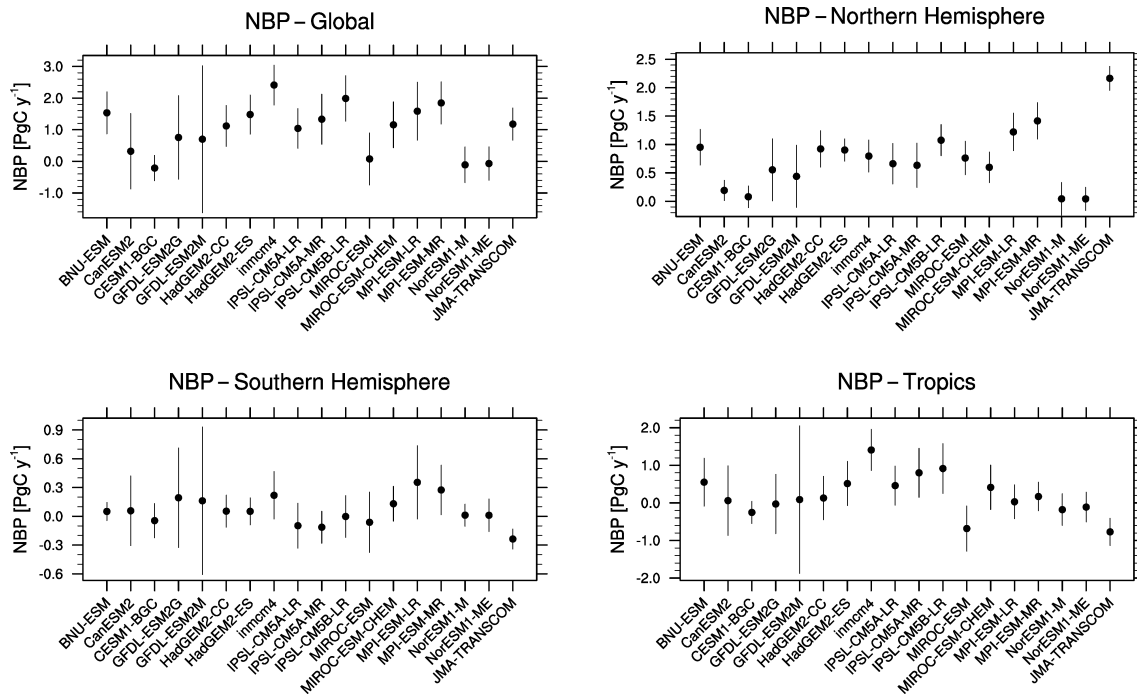 NBP – Global
NBP [PgC y-1]
3.0
2.0
1.0
0.0
-1.0
BNU-ESM
CanESM2
CESM1-BGC
GFDL-ESM2G
GFDL-ESM2M
HadGEM2-CC
HadGEM2-ES
inmcm4
IPSL-CM5A-LR
IPSL-CM5A-MR
IPSL-CM5B-LR
MIROC-ESM
MIROC-ESM-CHEM
MPI-ESM-LR
MPI-ESM-MR
NorESM1-M
NorESM1-ME
JMA-TRANSCOM
NBP – Northern Hemisphere
NBP [PgC y-1]
2.5
2.0
1.5
1.0
0.5
0.0
BNU-ESM
CanESM2
CESM1-BGC
GFDL-ESM2G
GFDL-ESM2M
HadGEM2-CC
HadGEM2-ES
inmcm4
IPSL-CM5A-LR
IPSL-CM5A-MR
IPSL-CM5B-LR
MIROC-ESM
MIROC-ESM-CHEM
MPI-ESM-LR
MPI-ESM-MR
NorESM1-M
NorESM1-ME
JMA-TRANSCOM
NBP – Southern Hemisphere
NBP [PgC y-1]
0.9
0.6
0.3
0.0
-0.3
-0.6
BNU-ESM
CanESM2
CESM1-BGC
GFDL-ESM2G
GFDL-ESM2M
HadGEM2-CC
HadGEM2-ES
inmcm4
IPSL-CM5A-LR
IPSL-CM5A-MR
IPSL-CM5B-LR
MIROC-ESM
MIROC-ESM-CHEM
MPI-ESM-LR
MPI-ESM-MR
NorESM1-M
NorESM1-ME
JMA-TRANSCOM
NBP – Tropics
NBP [PgC y-1]
2.0
1.0
0.0
-1.0
-2.0
BNU-ESM
CanESM2
CESM1-BGC
GFDL-ESM2G
GFDL-ESM2M
HadGEM2-CC
HadGEM2-ES
inmcm4
IPSL-CM5A-LR
IPSL-CM5A-MR
IPSL-CM5B-LR
MIROC-ESM
MIROC-ESM-CHEM
MPI-ESM-LR
MPI-ESM-MR
NorESM1-M
NorESM1-ME
JMA-TRANSCOM